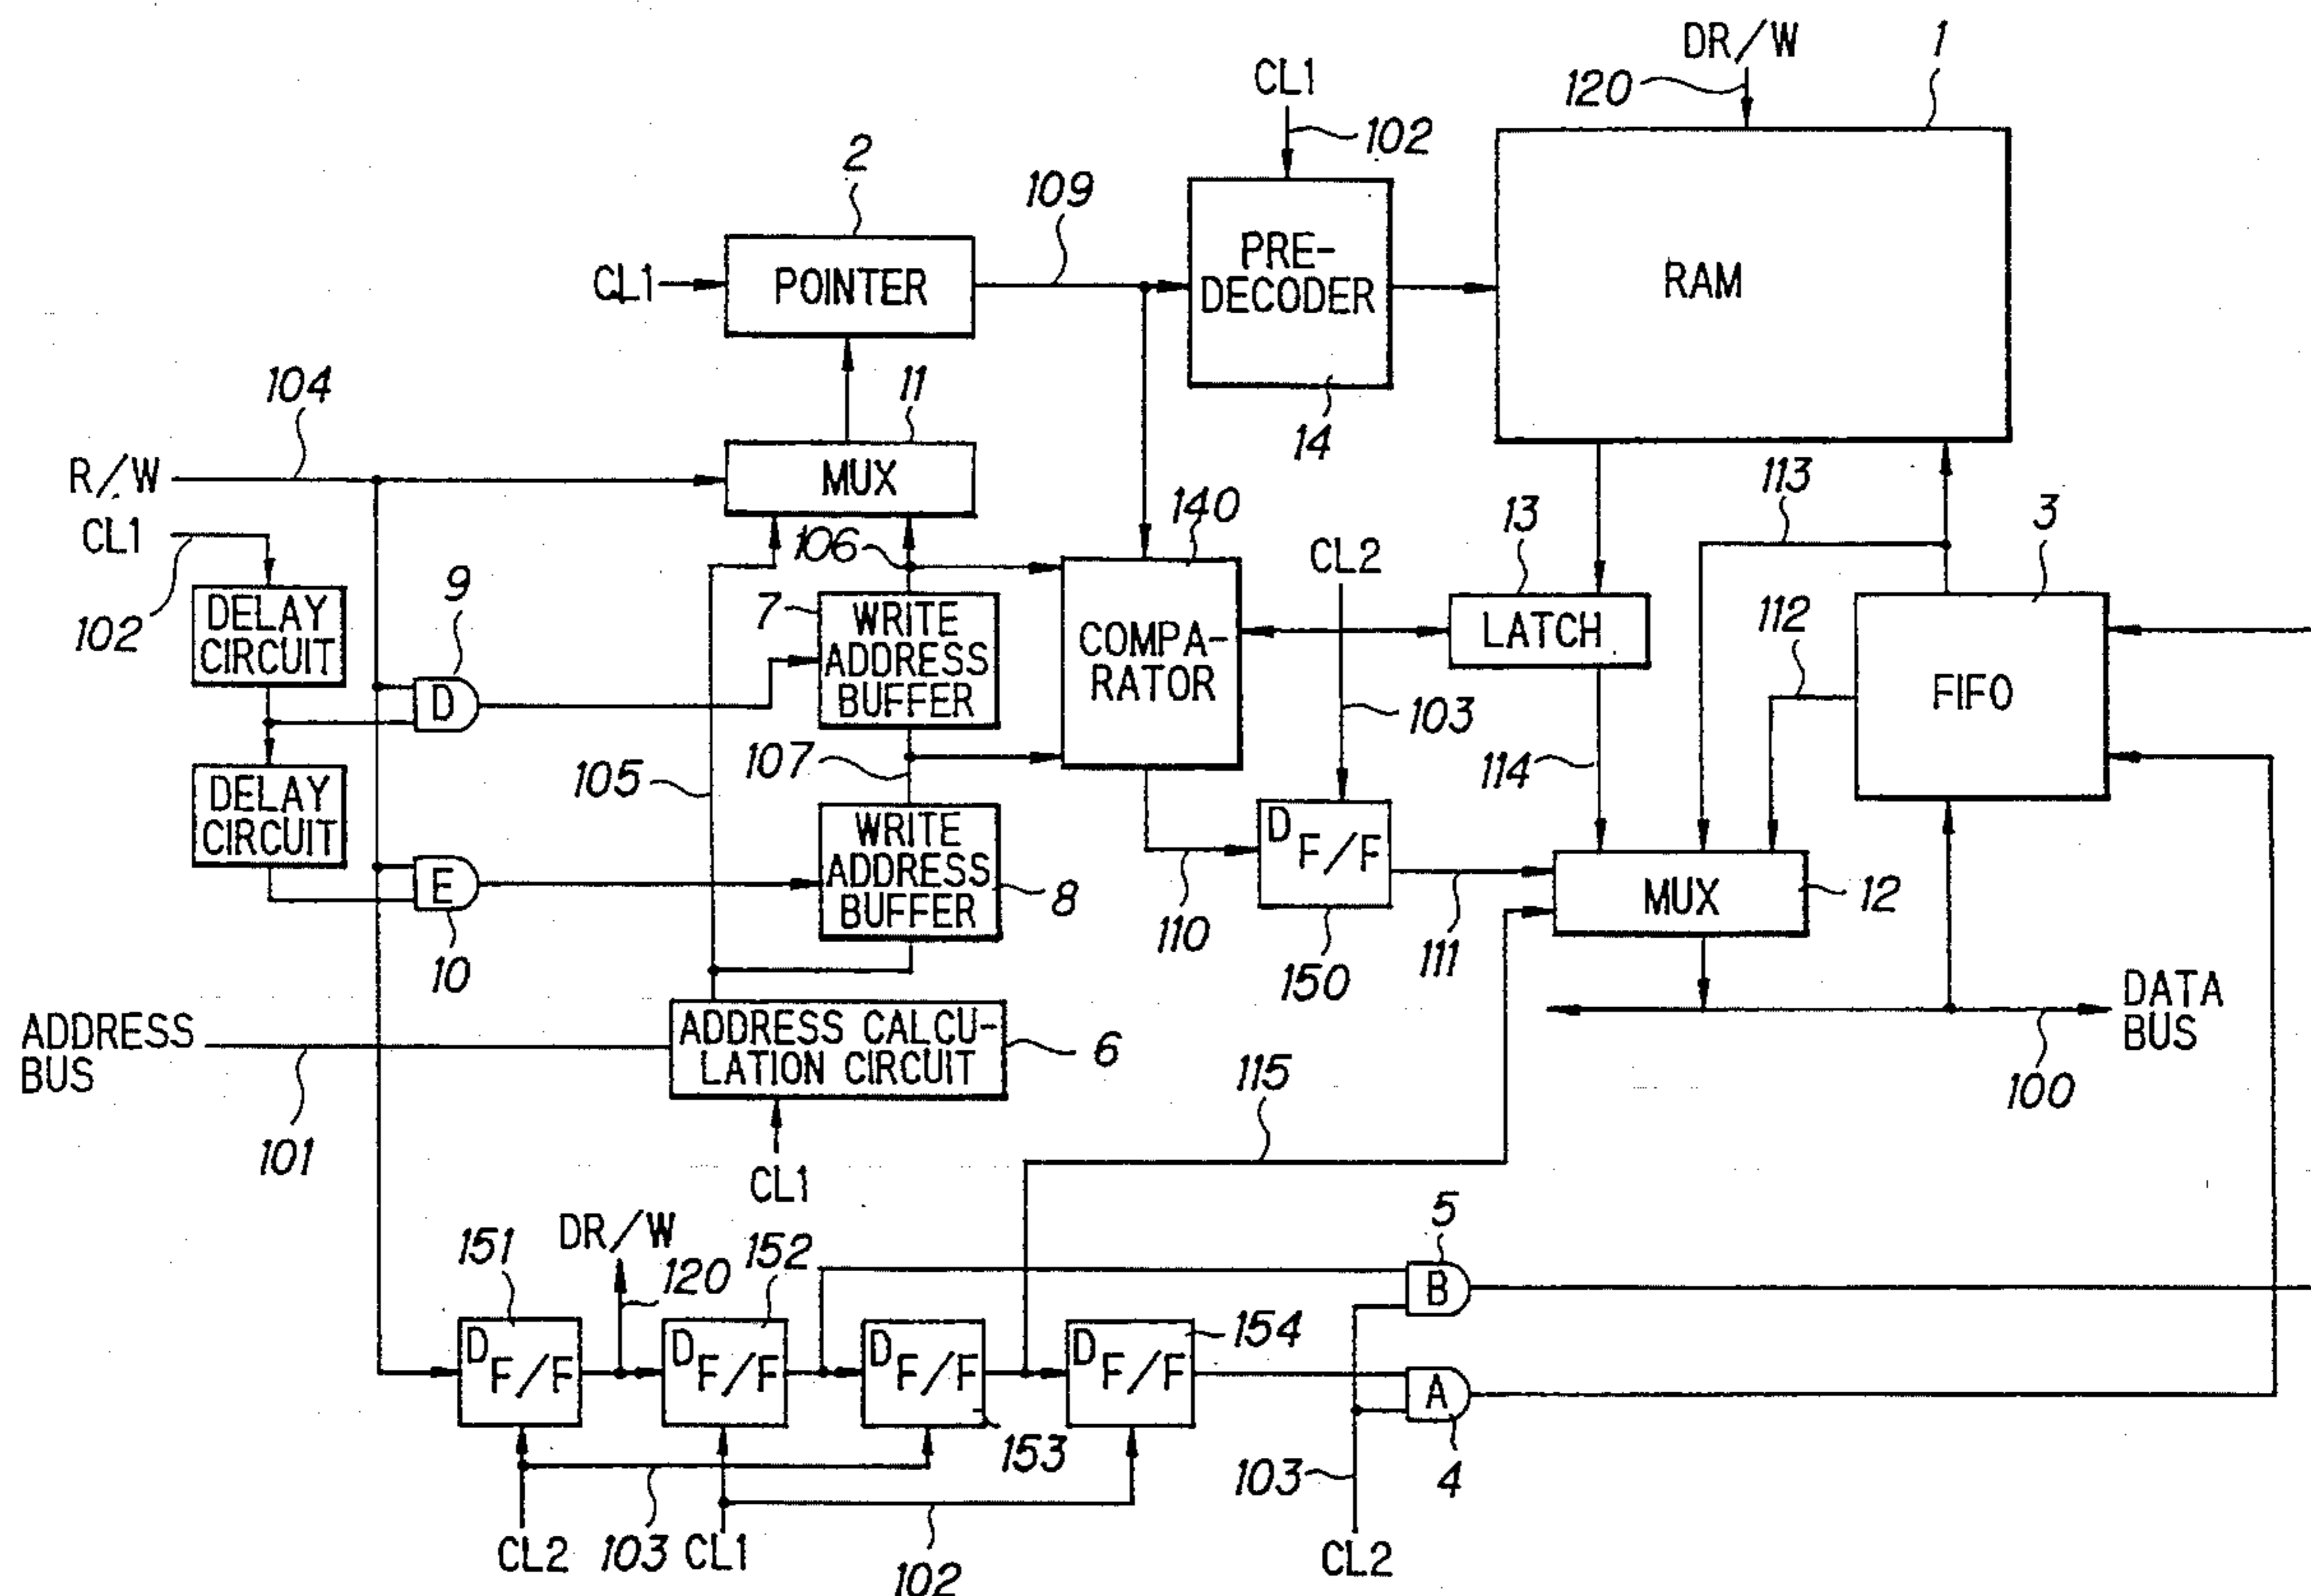 DR/W
1
CL1
120
102
2
109
CL1
POINTER
PRE-
DECODER
RAM
104
11
14
R/W
MUX
113
CL1
106
140
13
3
102
DELAY
CIRCUIT
9
7
WRITE
ADDRESS
BUFFER
CL2
COMPA-
RATOR
LATCH
112
FIFO
D
103
105
107
114
DELAY
CIRCUIT
WRITE
ADDRESS
BUFFER
D
F/F
E
8
110
111
MUX
12
10
150
ADDRESS
BUS
ADDRESS CALCU-
LATION CIRCUIT
6
DATA
BUS
115
100
101
CL1
5
151
DR/W
120
152
B
154
D
F/F
D
F/F
D
F/F
D
F/F
A
153
103
4
CL2
103
CL1
102
CL2